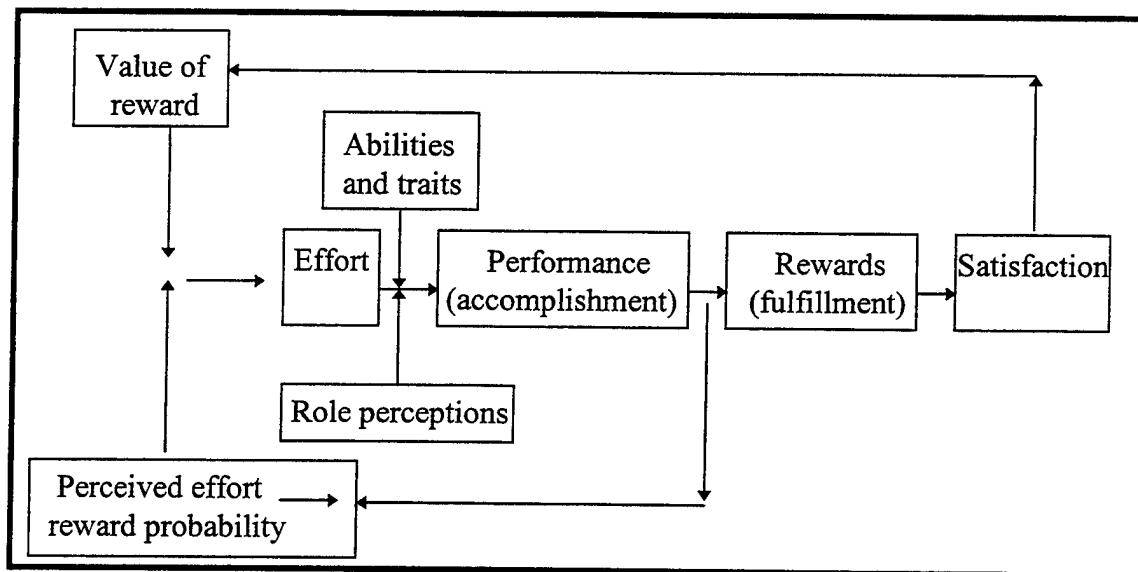 Value of
reward
Abilities
and traits
Effort
Performance
(accomplishment)
Rewards
(fulfillment)
Satisfaction
Role perceptions
Perceived effort
reward probability